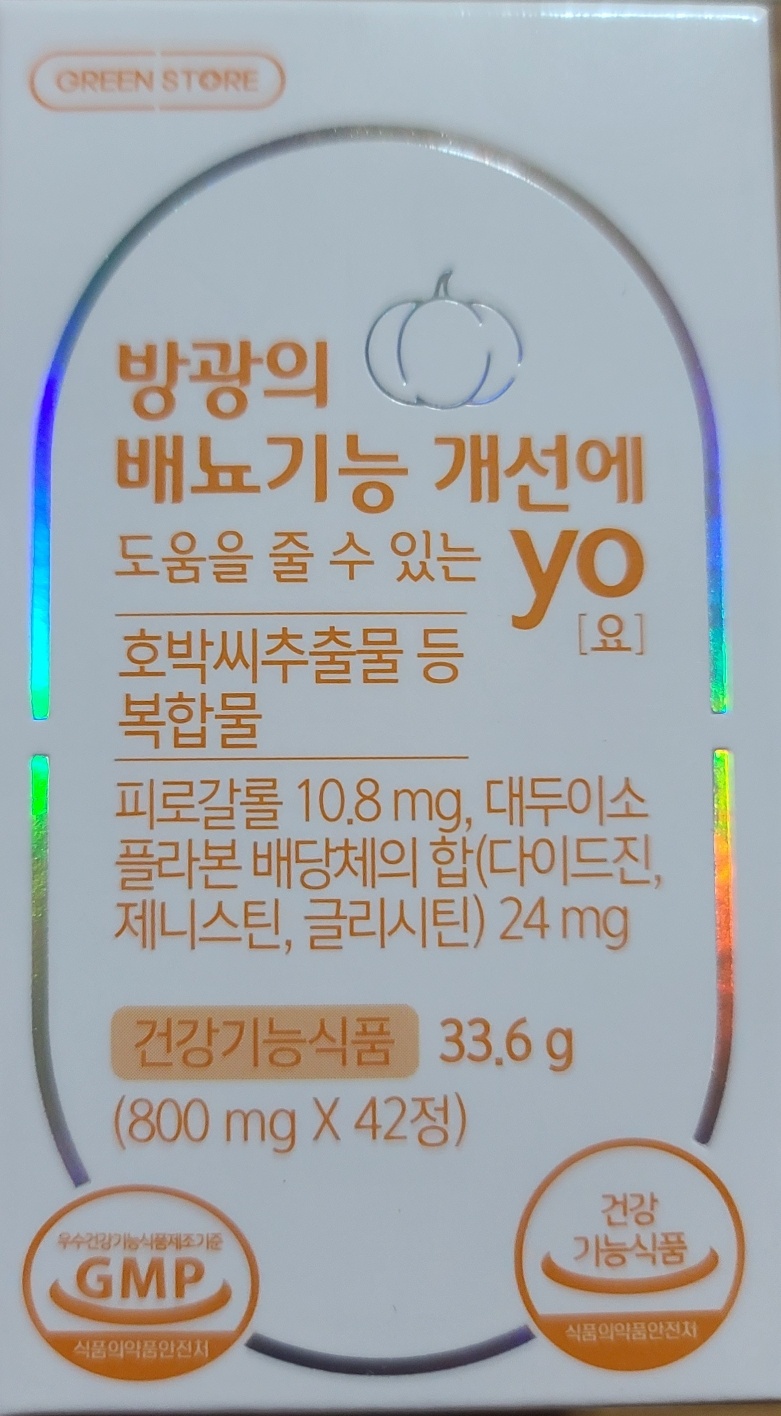 GREEN STORE
방광의
배뇨기능 개선에
도움을 줄 수 있는 yo
[요]
호박씨추출물 등
복합물
피로갈롤 10.8 mg, 대두이소
플라본 배당체의 합(다이드진,
제니스틴, 글리시틴) 24 mg
건강기능식품 33.6 g
(800 mg X 42정)
우수건강기능식품제조기준
GMP
식품의약품안전처
건강
기능식품
식품의약품안전처